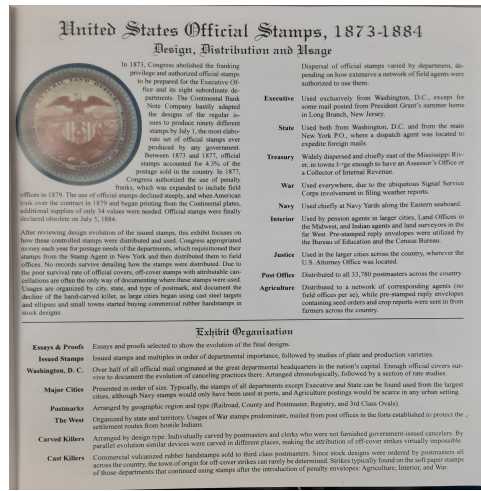 United States Official Stamps, 1873-1884
Design, Distribution and Usage
In 1873, Congress abolished the franking
privilege and authorized official stamps
to be prepared for the Executive Of-
fice and its eight subordinate de-
partments. The Continental Bank
Note Company hastily adapted
the designs of the regular is-
sues to produce ninety different
stamps by July 1, the most elabo-
rate set of official stamps ever
produced by any government.
Between 1873 and 1877, official
stamps accounted for 4.3% of the
postage sold in the country. In 1877,
Congress authorized the use of penalty
franks, which was expanded to include field
offices in 1879. The use of official stamps declined steeply, and when American
took over the contract in 1879 and began printing from the Continental plates,
additional supplies of only 34 values were needed. Official stamps were finally
declared obsolete on July 5, 1884.
After reviewing design evolution of the issued stamps, this exhibit focuses on
how these controlled stamps were distributed and used. Congress appropriated
money each year for postage needs of the departments, which requisitioned their
stamps from the Stamp Agent in New York and then distributed them to field
offices. No records survive detailing how the stamps were distributed. Due to
the poor survival rate of official covers, off-cover stamps with attributable can-
cellations are often the only way of documenting where these stamps were used.
Usages are organized by city, state, and type of postmark, and document the
decline of the hand-carved killer, as large cities began using cast steel targets
and ellipses and small towns started buying commercial rubber handstamps in
stock designs.
Dispersal of official stamps varied by department, de-
pending on how extensive a network of field agents were
authorized to use them:
Executive Used exclusively from Washington, D.C., except for
some mail posted from President Grant's summer home
in Long Branch, New Jersey.
State Used both from Washington, D.C. and from the main
New York P.O., where a dispatch agent was located to
expedite foreign mails.
Treasury Widely dispersed and chiefly east of the Mississippi Riv-
er, in towns large enough to have an Assessor's Office or
a Collector of Internal Revenue.
War Used everywhere, due to the ubiquitous Signal Service
Corps involvement in filing weather reports.
Navy Used chiefly at Navy Yards along the Eastern seaboard.
Interior Used by pension agents in larger cities, Land Offices in
the Midwest, and Indian agents and land surveyors in the
far West. Pre-stamped reply envelopes were utilized by
the Bureau of Education and the Census Bureau.
Justice Used in the larger cities across the country, wherever the
U.S. Attorney Office was located.
Post Office Distributed to all 33,780 postmasters across the country.
Agriculture Distributed to a network of corresponding agents (no
field offices per se), while pre-stamped reply envelopes
containing seed orders and crop reports were sent in from
farmers across the country.
Exhibit Organization
Essays & Proofs Essays and proofs selected to show the evolution of the final designs.
Issued Stamps Issued stamps and multiples in order of departmental importance, followed by studies of plate and production varieties.
Washington, D. C. Over half of all official mail originated at the great departmental headquarters in the nation's capital. Enough official covers sur-
vive to document the evolution of canceling practices there. Arranged chronologically, followed by a section of rate studies.
Major Cities Presented in order of size. Typically, the stamps of all departments except Executive and State can be found used from the largest
cities, although Navy stamps would only have been used at ports, and Agriculture postings would be scarce in any urban setting.
Postmarks Arranged by geographic region and type (Railroad, County and Postmaster, Registry, and 3rd Class Ovals).
The West Organized by state and territory. Usages of War stamps predominate, mailed from post offices in the forts established to protect the
settlement routes from hostile Indians.
Carved Killers Arranged by design type. Individually carved by postmasters and clerks who were not furnished government-issued cancelers. By
parallel evolution similar devices were carved in different places, making the attribution of off-cover strikes virtually impossible.
Cast Killers Commercial vulcanized rubber handstamps sold to third class postmasters. Since stock designs were ordered by postmasters all
across the country, the town of origin for off-cover strikes can rarely be determined. Strikes typically found on the soft paper stamps
of those departments that continued using stamps after the introduction of penalty envelopes: Agriculture, Interior, and War.